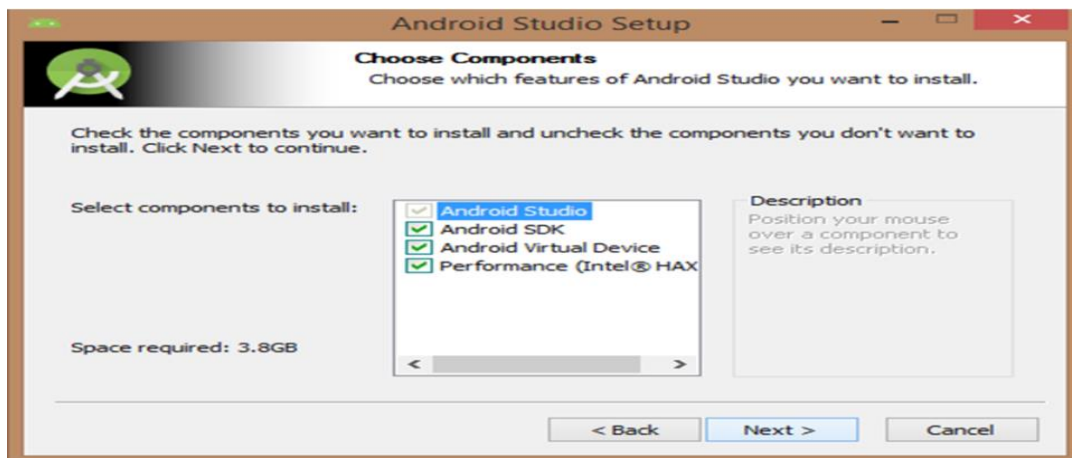 Android Studio Setup
Choose Components
Choose which features of Android Studio you want to install.
Check the components you want to install and uncheck the components you don't want to
install. Click Next to continue.
Select components to install:
Android Studio
Android SDK
Android Virtual Device
Performance (Intel® HAX
Description
Position your mouse
over a component to
see its description.
Space required: 3.8GB
< Back
Next >
Cancel